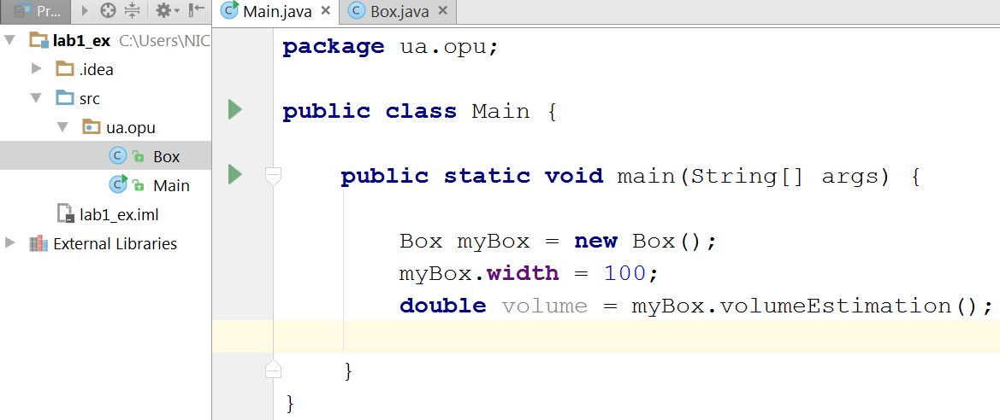 Pr...
Main.java
Box.java
lab1_ex C:\Users\NIC
.idea
src
ua.opu
Box
Main
lab1_ex.iml
External Libraries
package ua.opu;
public class Main {
public static void main(String[] args) {
Box myBox = new Box();
myBox.width = 100;
double volume = myBox.volumeEstimation();
}
}